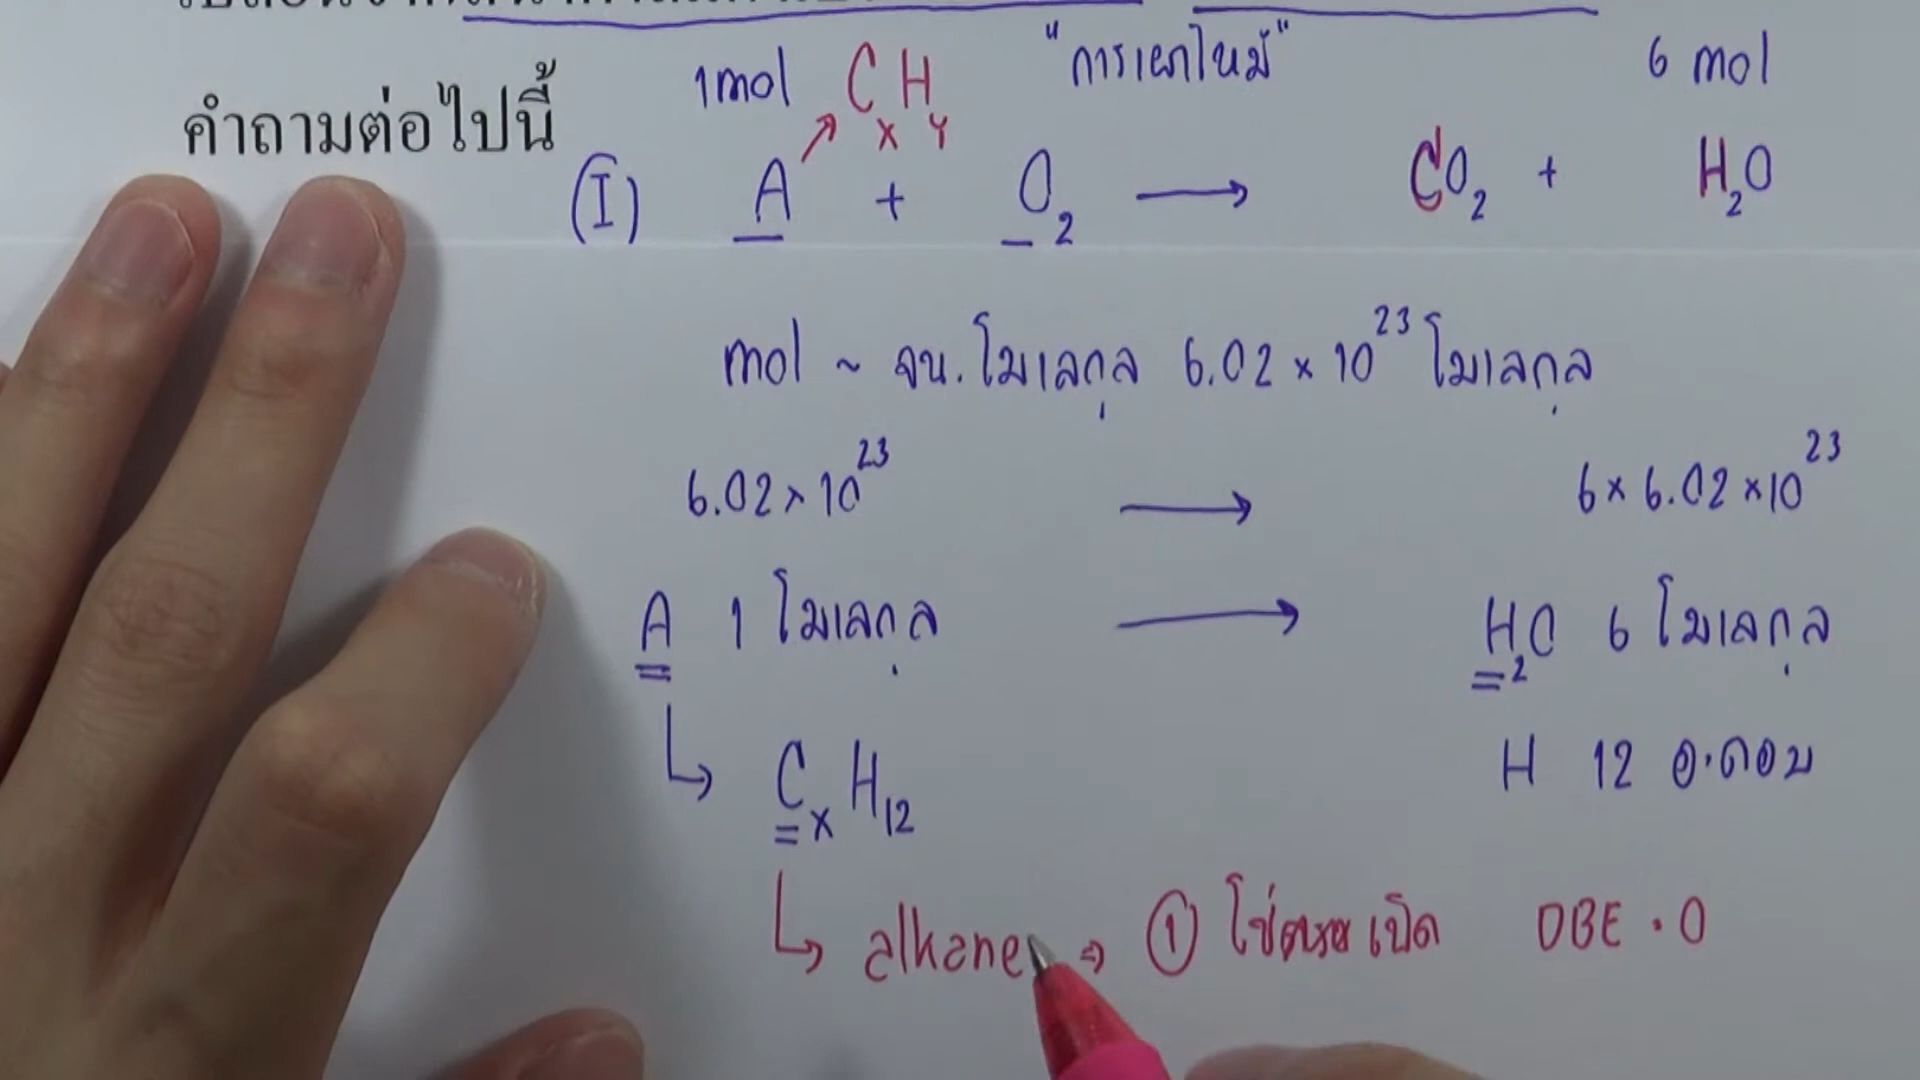 คำถามต่อไปนี้
1mol CxHy "การเผาไหม้" 6 mol
(I) A + O2 → CO2 + H2O
mol ~ จน. โมเลกุล 6.02 × 10^23 โมเลกุล
6.02 × 10^23 → 6 × 6.02 × 10^23
A 1 โมเลกุล → H2O 6 โมเลกุล
CxH12 H 12 อะตอม
alkane ⇒ ① โซ่ตรง เปิด DBE = 0